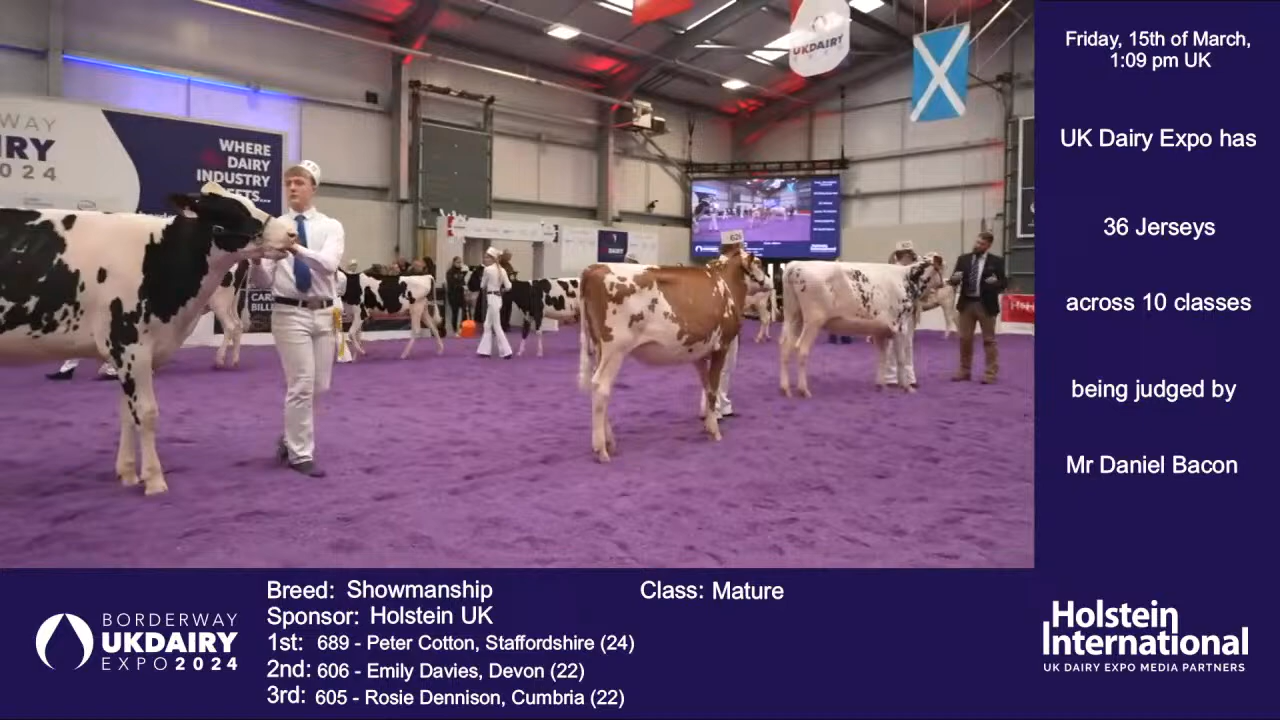 WHERE
DAIRY
INDUSTRY
2024
UKDAIRY
Friday, 15th of March,
1:09 pm UK
UK Dairy Expo has
36 Jerseys
across 10 classes
being judged by
Mr Daniel Bacon
Breed: Showmanship
Class: Mature
Sponsor: Holstein UK
1st: 689 - Peter Cotton, Staffordshire (24)
2nd: 606 - Emily Davies, Devon (22)
3rd: 605 - Rosie Dennison, Cumbria (22)
BORDERWAY
UKDAIRY
EXPO 2024
Holstein
International
UK DAIRY EXPO MEDIA PARTNERS